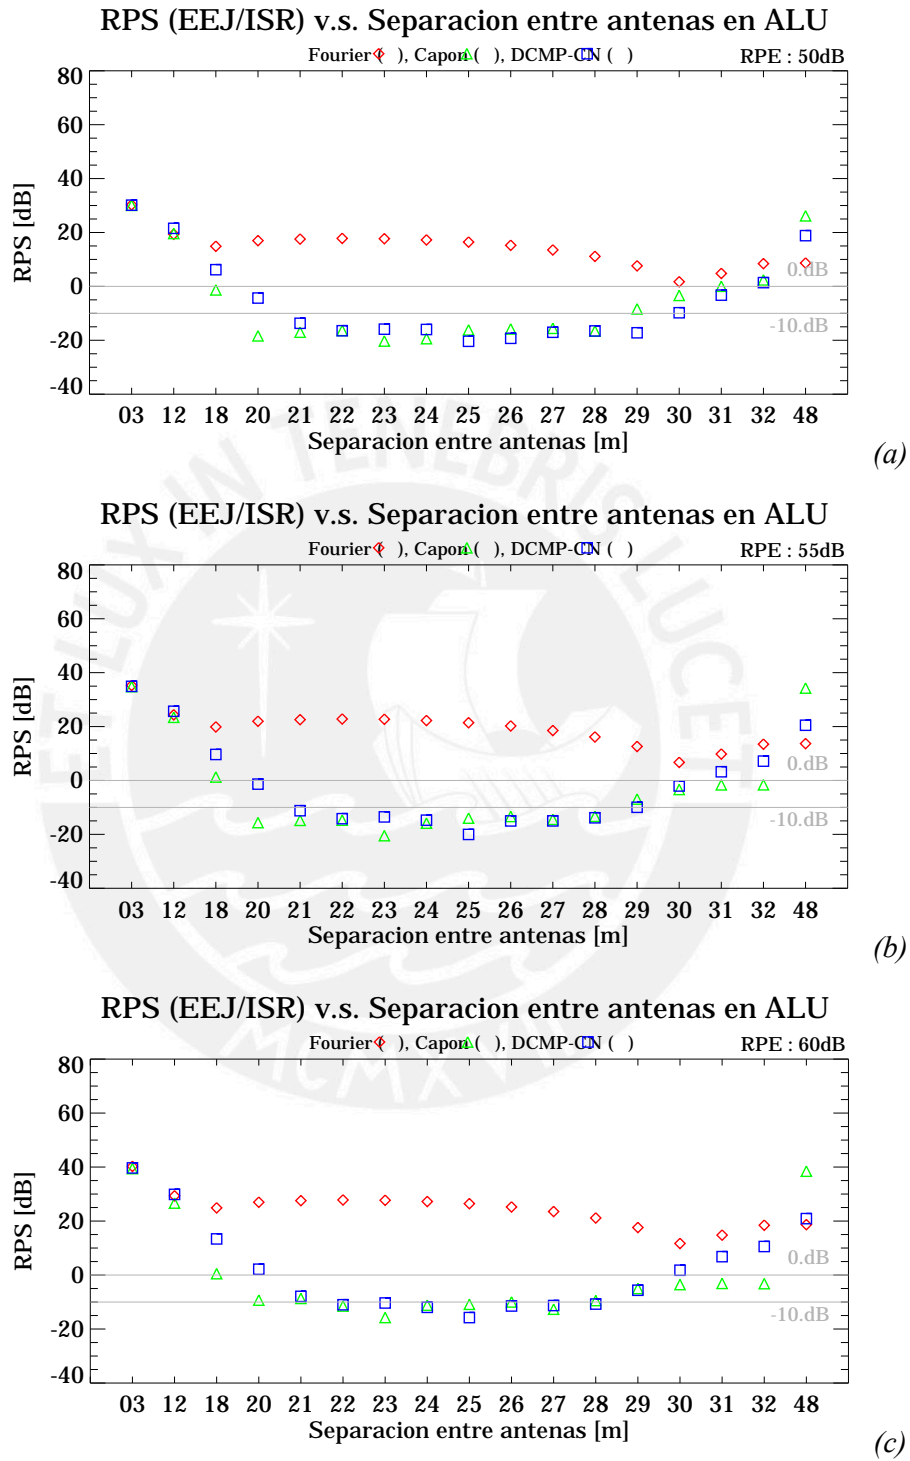 RPS (EEJ/ISR) v.s. Separacion entre antenas en ALU
Fourier ( ), Capon ( ), DCMP-CN ( ) RPE : 50dB
80
60
40
20
0
-20
-40
RPS [dB]
0.dB
-10.dB
03 12 18 20 21 22 23 24 25 26 27 28 29 30 31 32 48
Separacion entre antenas [m]
(a)
RPS (EEJ/ISR) v.s. Separacion entre antenas en ALU
Fourier ( ), Capon ( ), DCMP-CN ( ) RPE : 55dB
80
60
40
20
0
-20
-40
RPS [dB]
0.dB
-10.dB
03 12 18 20 21 22 23 24 25 26 27 28 29 30 31 32 48
Separacion entre antenas [m]
(b)
RPS (EEJ/ISR) v.s. Separacion entre antenas en ALU
Fourier ( ), Capon ( ), DCMP-CN ( ) RPE : 60dB
80
60
40
20
0
-20
-40
RPS [dB]
0.dB
-10.dB
03 12 18 20 21 22 23 24 25 26 27 28 29 30 31 32 48
Separacion entre antenas [m]
(c)
ET LUX IN TENEBRIS LUCET
MCMXVII